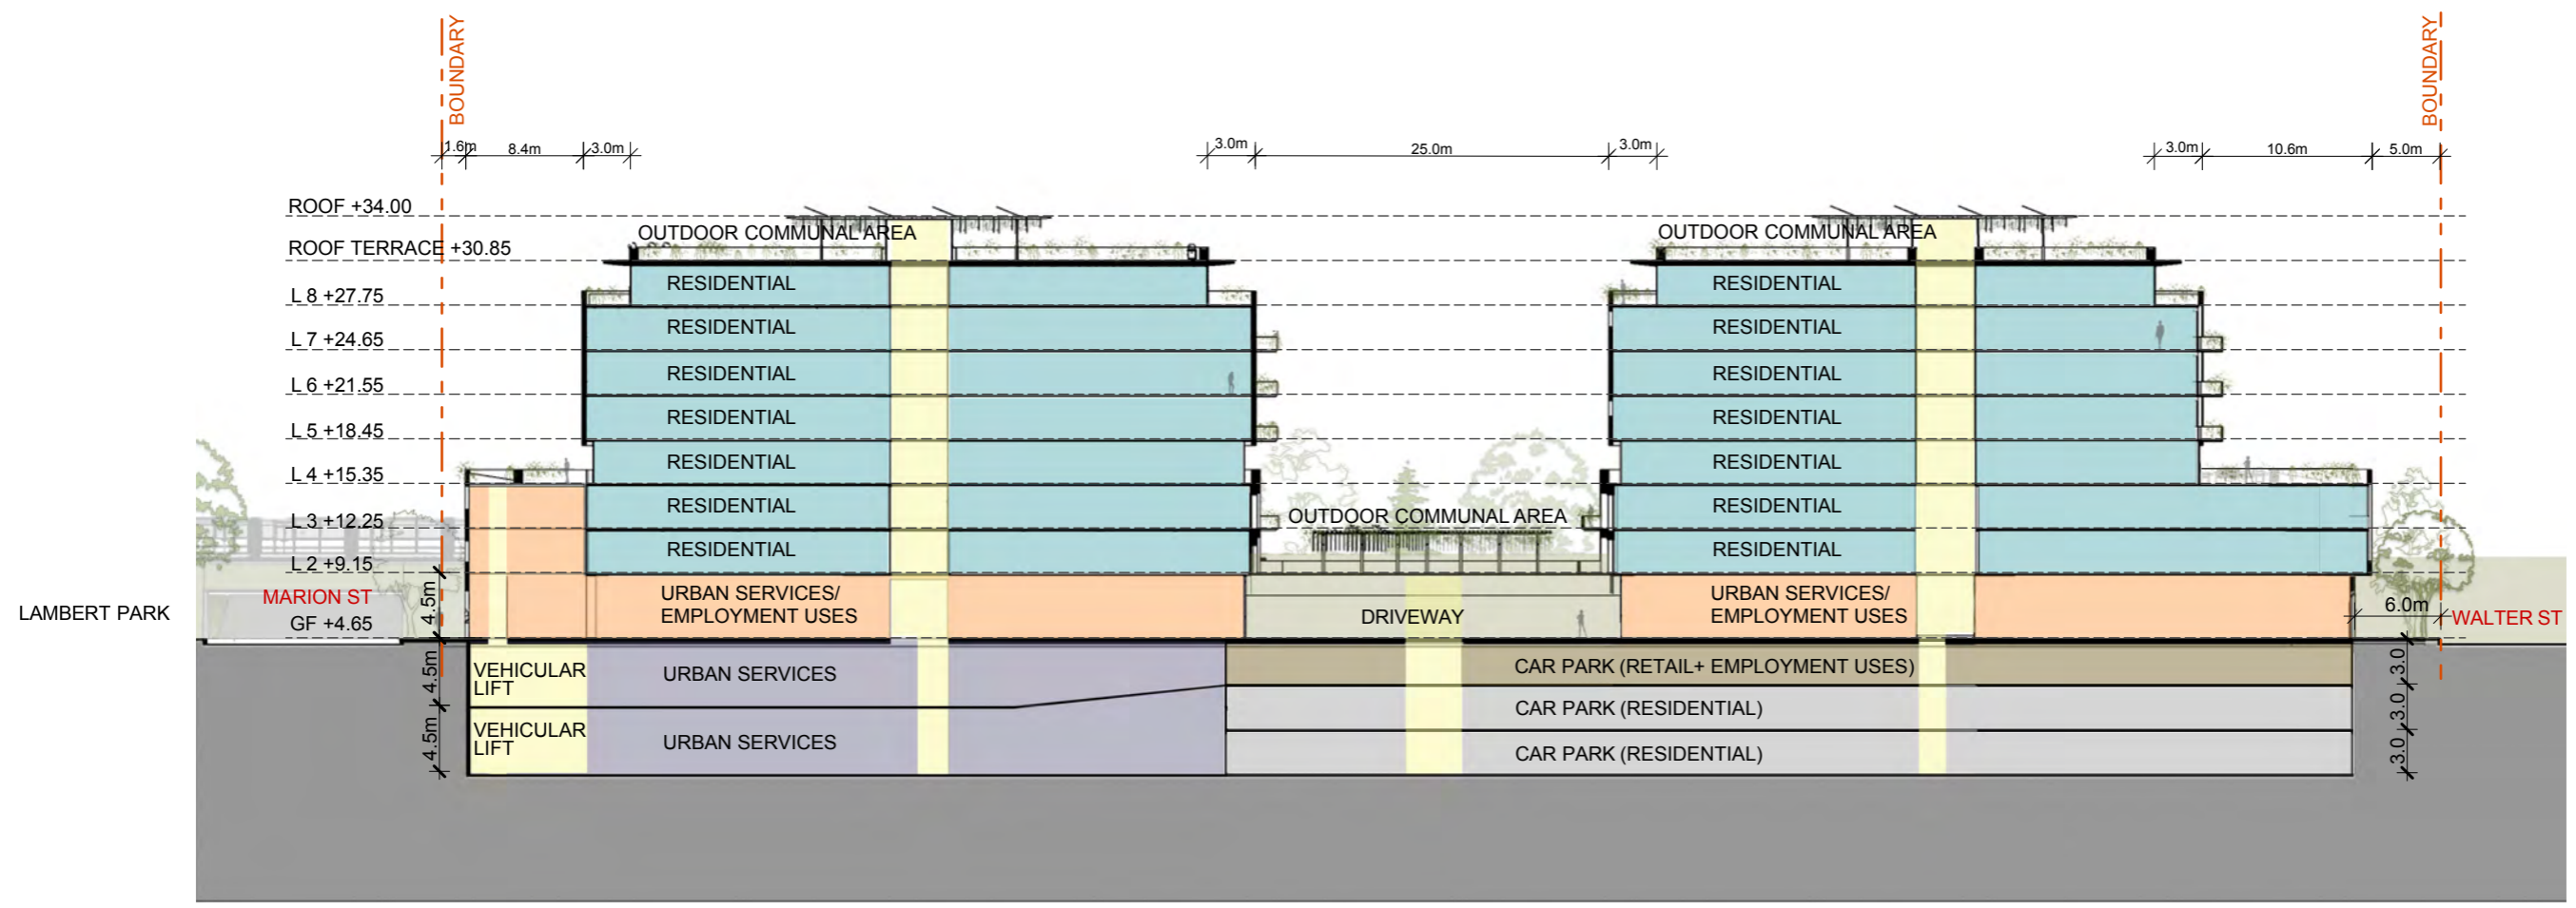 BOUNDARY
BOUNDARY
1.6m
8.4m
3.0m
3.0m
25.0m
3.0m
3.0m
10.6m
5.0m
ROOF +34.00
OUTDOOR COMMUNAL AREA
OUTDOOR COMMUNAL AREA
ROOF TERRACE +30.85
RESIDENTIAL
RESIDENTIAL
L 8 +27.75
RESIDENTIAL
RESIDENTIAL
L 7 +24.65
RESIDENTIAL
RESIDENTIAL
L 6 +21.55
RESIDENTIAL
RESIDENTIAL
L 5 +18.45
RESIDENTIAL
RESIDENTIAL
L 4 +15.35
RESIDENTIAL
RESIDENTIAL
OUTDOOR COMMUNAL AREA
L 3 +12.25
RESIDENTIAL
RESIDENTIAL
L 2 +9.15
LAMBERT PARK
MARION ST
GF +4.65
4.5m
URBAN SERVICES/
EMPLOYMENT USES
DRIVEWAY
URBAN SERVICES/
EMPLOYMENT USES
6.0m
WALTER ST
4.5m
VEHICULAR
LIFT
URBAN SERVICES
CAR PARK (RETAIL+ EMPLOYMENT USES)
3.0
CAR PARK (RESIDENTIAL)
3.0
4.5m
VEHICULAR
LIFT
URBAN SERVICES
CAR PARK (RESIDENTIAL)
3.0